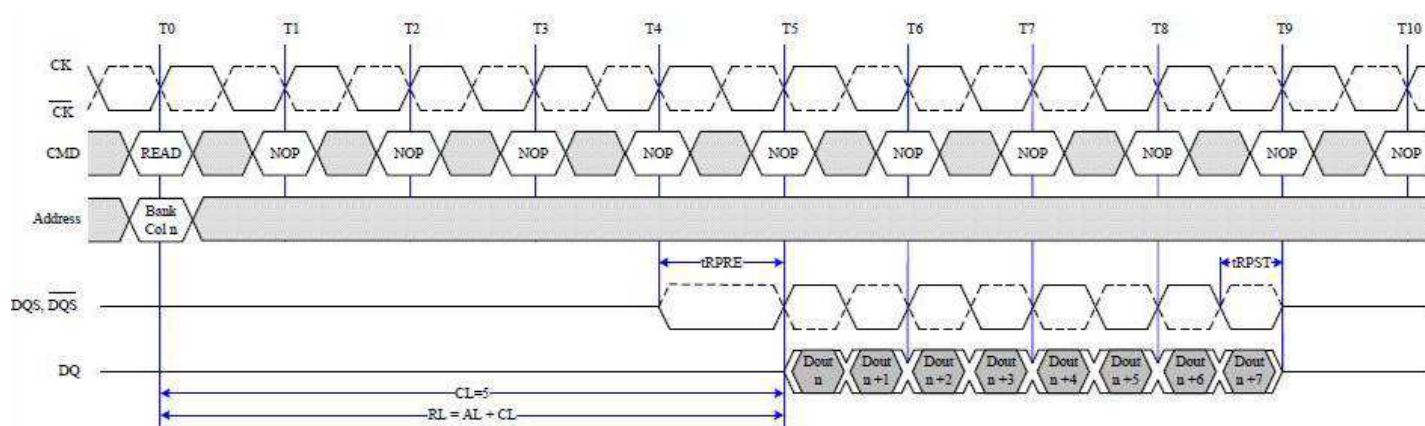 T0 T1 T2 T3 T4 T5 T6 T7 T8 T9 T10
CK
CK
CMD READ NOP NOP NOP NOP NOP NOP NOP NOP NOP NOP
Address Bank
Col n
tRPRE tRPST
DQS, DQS
DQ Dout Dout Dout Dout Dout Dout Dout Dout
n n+1 n+2 n+3 n+4 n+5 n+6 n+7
CL=5
RL = AL + CL